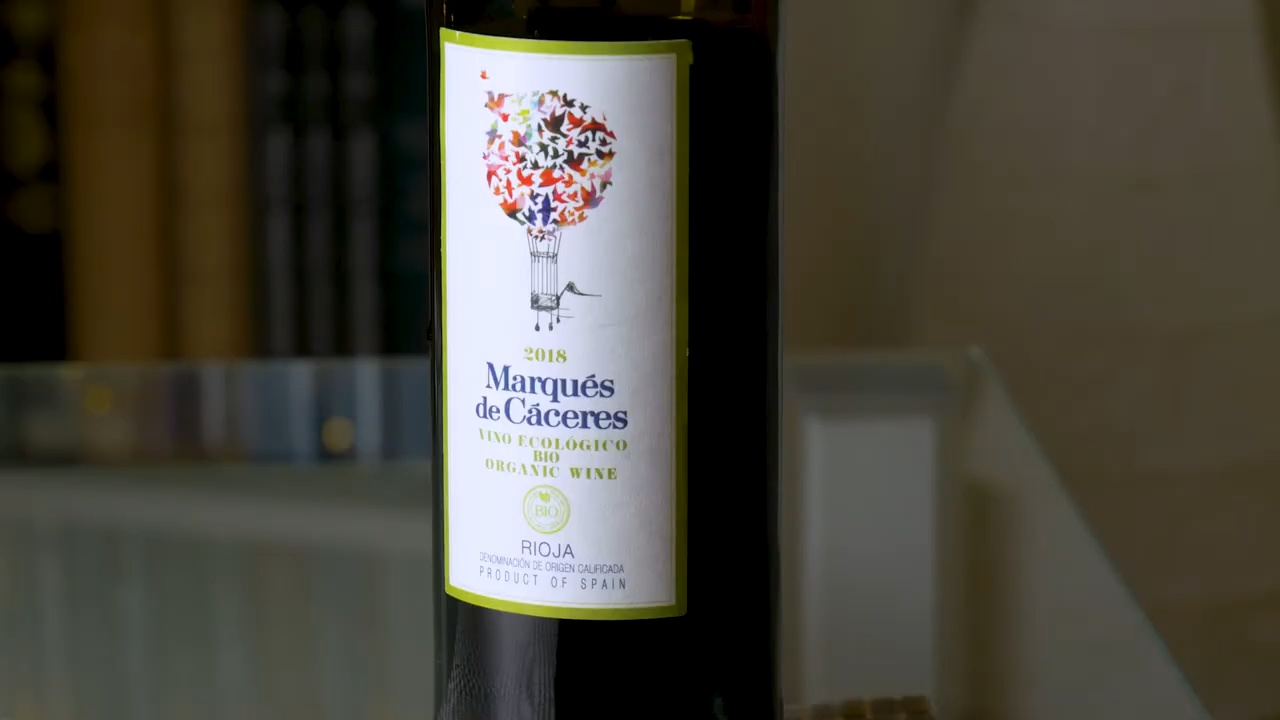 2018
Marqués
de Cáceres
VINO ECOLÓGICO
BIO
ORGANIC WINE
BIO
RIOJA
DENOMINACIÓN DE ORIGEN CALIFICADA
PRODUCT OF SPAIN